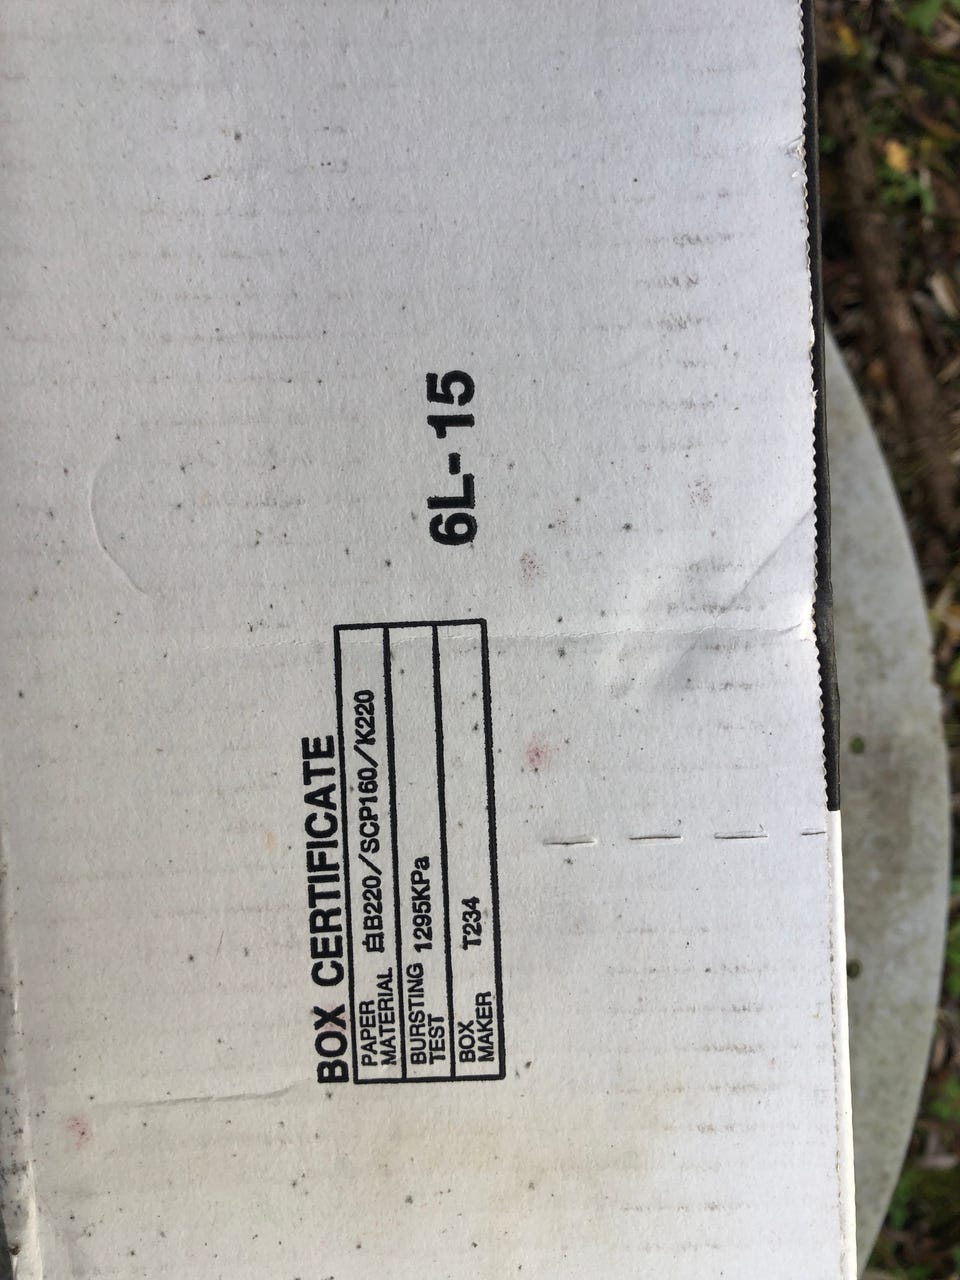 BOX CERTIFICATE
PAPER
MATERIAL 白B220/SCP160/K220
BURSTING
TEST 1295KPa
BOX
MAKER T234
6L-15